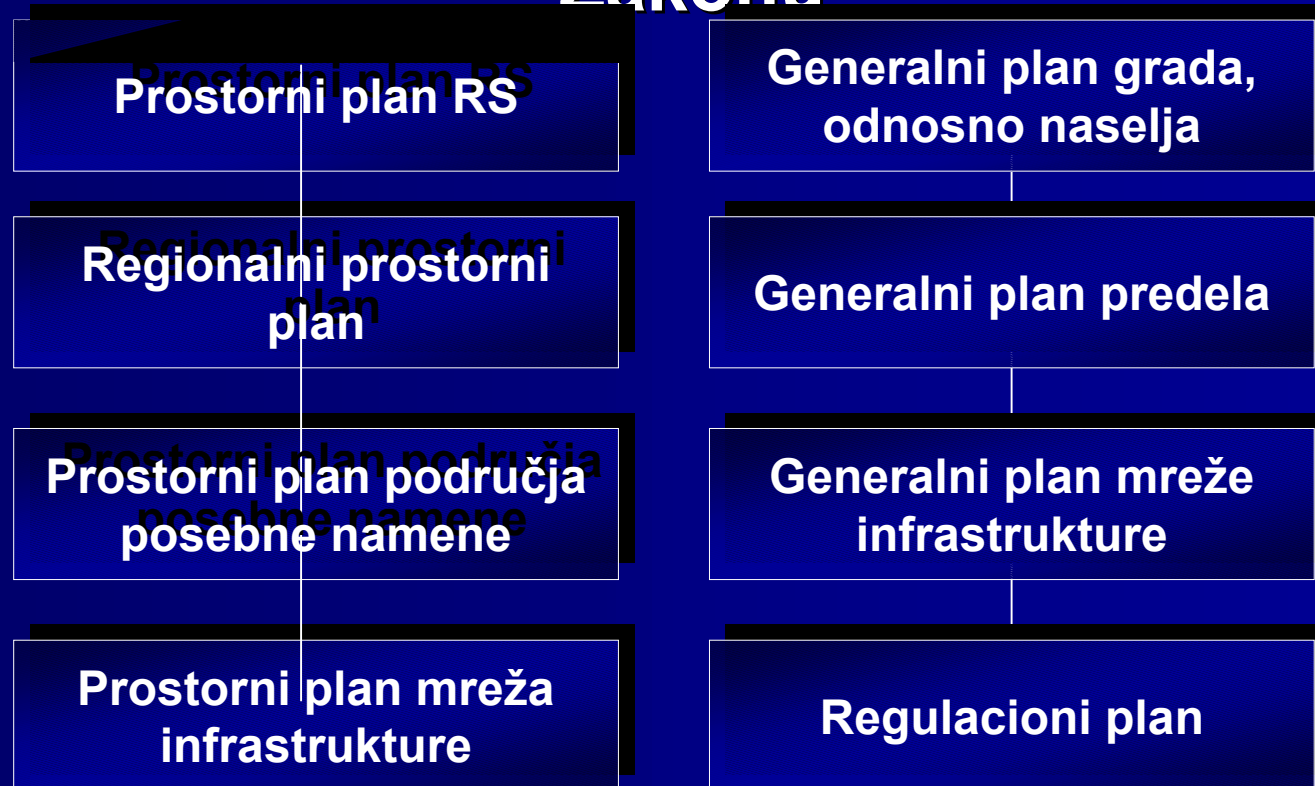 Zakonu
Prostorni plan RS
Regionalni prostorni
plan
Prostorni plan područja
posebne namene
Prostorni plan mreža
infrastrukture
Generalni plan grada,
odnosno naselja
Generalni plan predela
Generalni plan mreže
infrastrukture
Regulacioni plan